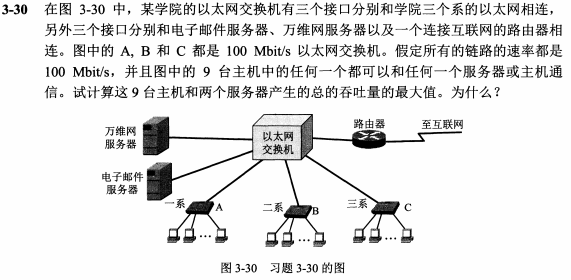 3-30 在图 3-30 中，某学院的以太网交换机有三个接口分别和学院三个系的以太网相连，
另外三个接口分别和电子邮件服务器、万维网服务器以及一个连接互联网的路由器相
连。图中的 A, B 和 C 都是 100 Mbit/s 以太网交换机。假定所有的链路的速率都是
100 Mbit/s，并且图中的 9 台主机中的任何一个都可以和任何一个服务器或主机通
信。试计算这 9 台主机和两个服务器产生的总的吞吐量的最大值。为什么？
万维网
服务器
以太网
交换机
路由器
至互联网
电子邮件
服务器
一系 A
二系 B
三系 C
图 3-30 习题 3-30 的图